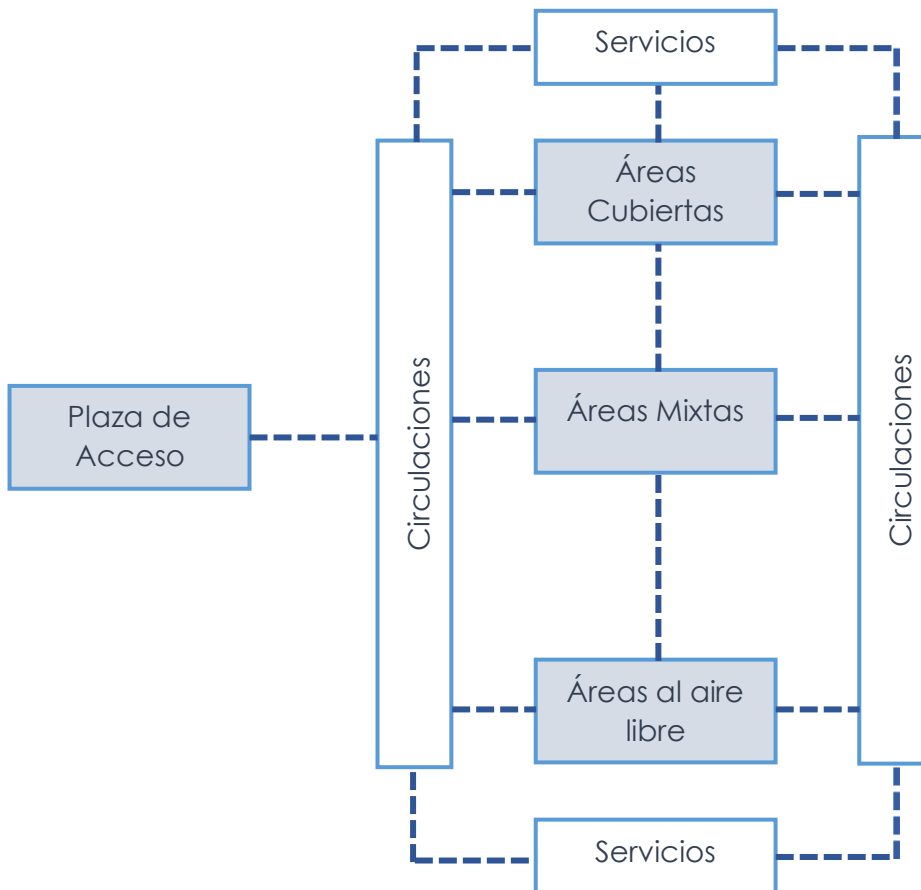 Servicios
Áreas
Cubiertas
Circulaciones
Circulaciones
Plaza de
Acceso
Áreas Mixtas
Áreas al aire
libre
Servicios